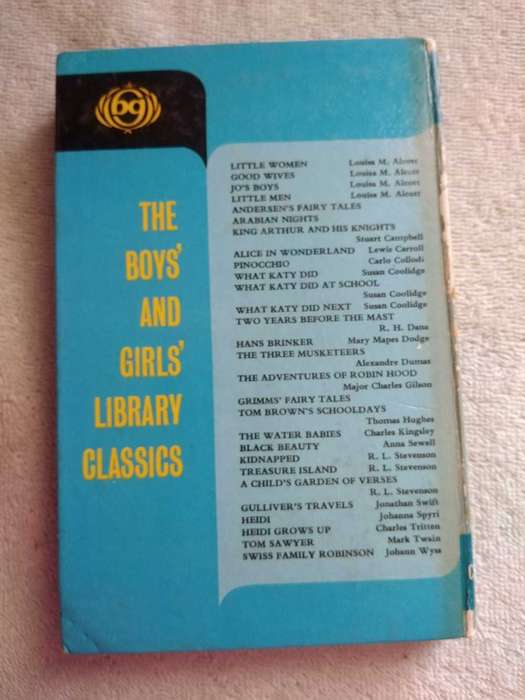 bg
THE
BOYS'
AND
GIRLS'
LIBRARY
CLASSICS
LITTLE WOMEN Louisa M. Alcott
GOOD WIVES Louisa M. Alcott
JO'S BOYS Louisa M. Alcott
LITTLE MEN Louisa M. Alcott
ANDERSEN'S FAIRY TALES
ARABIAN NIGHTS
KING ARTHUR AND HIS KNIGHTS
Stuart Campbell
ALICE IN WONDERLAND Lewis Carroll
PINOCCHIO Carlo Collodi
WHAT KATY DID Susan Coolidge
WHAT KATY DID AT SCHOOL
Susan Coolidge
WHAT KATY DID NEXT Susan Coolidge
TWO YEARS BEFORE THE MAST
R. H. Dana
HANS BRINKER Mary Mapes Dodge
THE THREE MUSKETEERS
Alexandre Dumas
THE ADVENTURES OF ROBIN HOOD
Major Charles Gilson
GRIMMS' FAIRY TALES
TOM BROWN'S SCHOOLDAYS
Thomas Hughes
THE WATER BABIES Charles Kingsley
BLACK BEAUTY Anna Sewell
KIDNAPPED R. L. Stevenson
TREASURE ISLAND R. L. Stevenson
A CHILD'S GARDEN OF VERSES
R. L. Stevenson
GULLIVER'S TRAVELS Jonathan Swift
HEIDI Johanna Spyri
HEIDI GROWS UP Charles Tritten
TOM SAWYER Mark Twain
SWISS FAMILY ROBINSON Johann Wyss